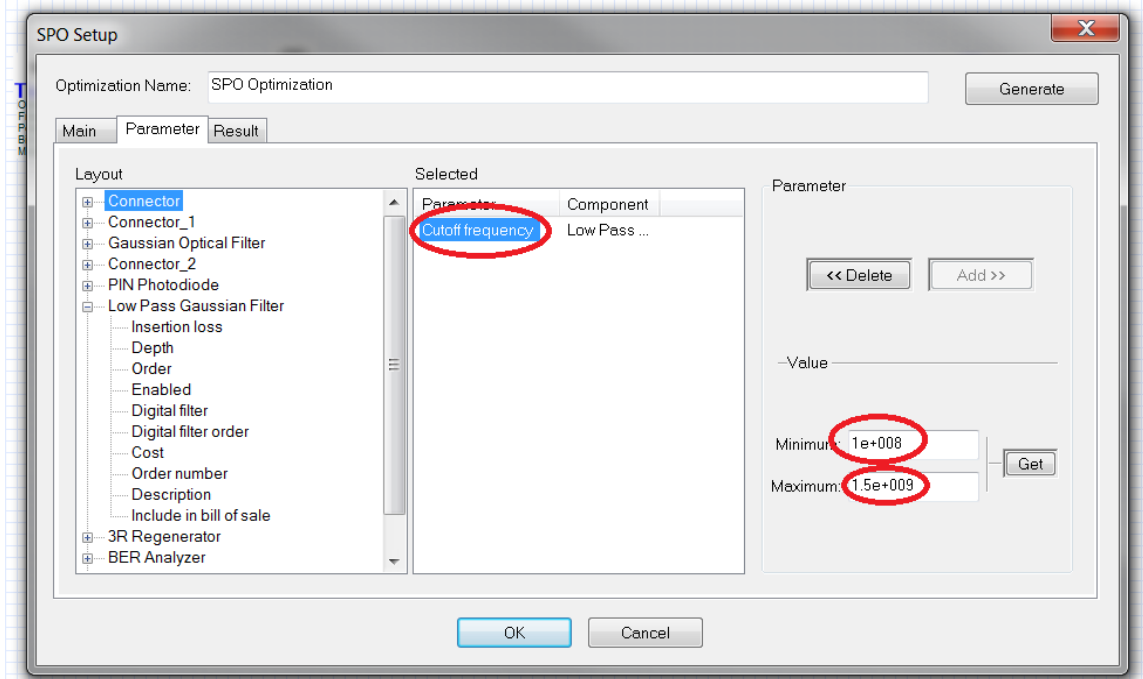 SPO Setup
X
Optimization Name: SPO Optimization
Generate
Main Parameter Result
Layout
Connector
Connector_1
Gaussian Optical Filter
Connector_2
PIN Photodiode
Low Pass Gaussian Filter
Insertion loss
Depth
Order
Enabled
Digital filter
Digital filter order
Cost
Order number
Description
Include in bill of sale
3R Regenerator
BER Analyzer
Selected
Parameter Component
Cutoff frequency Low Pass ...
Parameter
<< Delete
Add >>
Value
Minimum: 1e+008
Maximum: 1.5e+009
Get
OK
Cancel
T
O
F
P
B
M